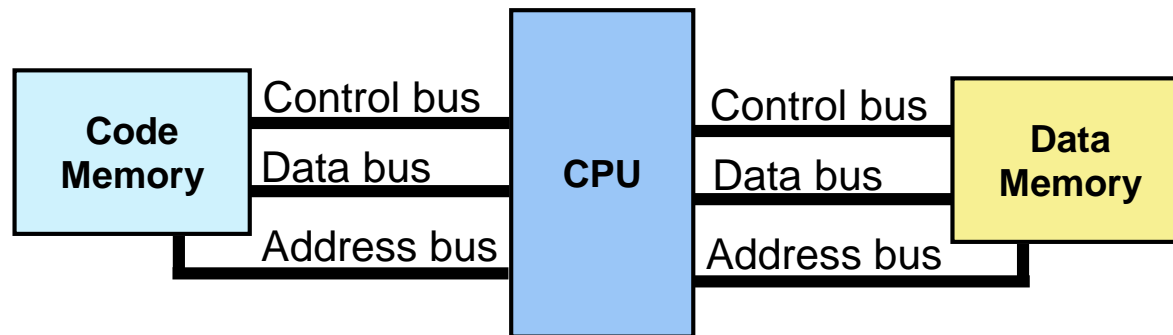 Code
Memory
Control bus
Data bus
Address bus
CPU
Control bus
Data bus
Address bus
Data
Memory